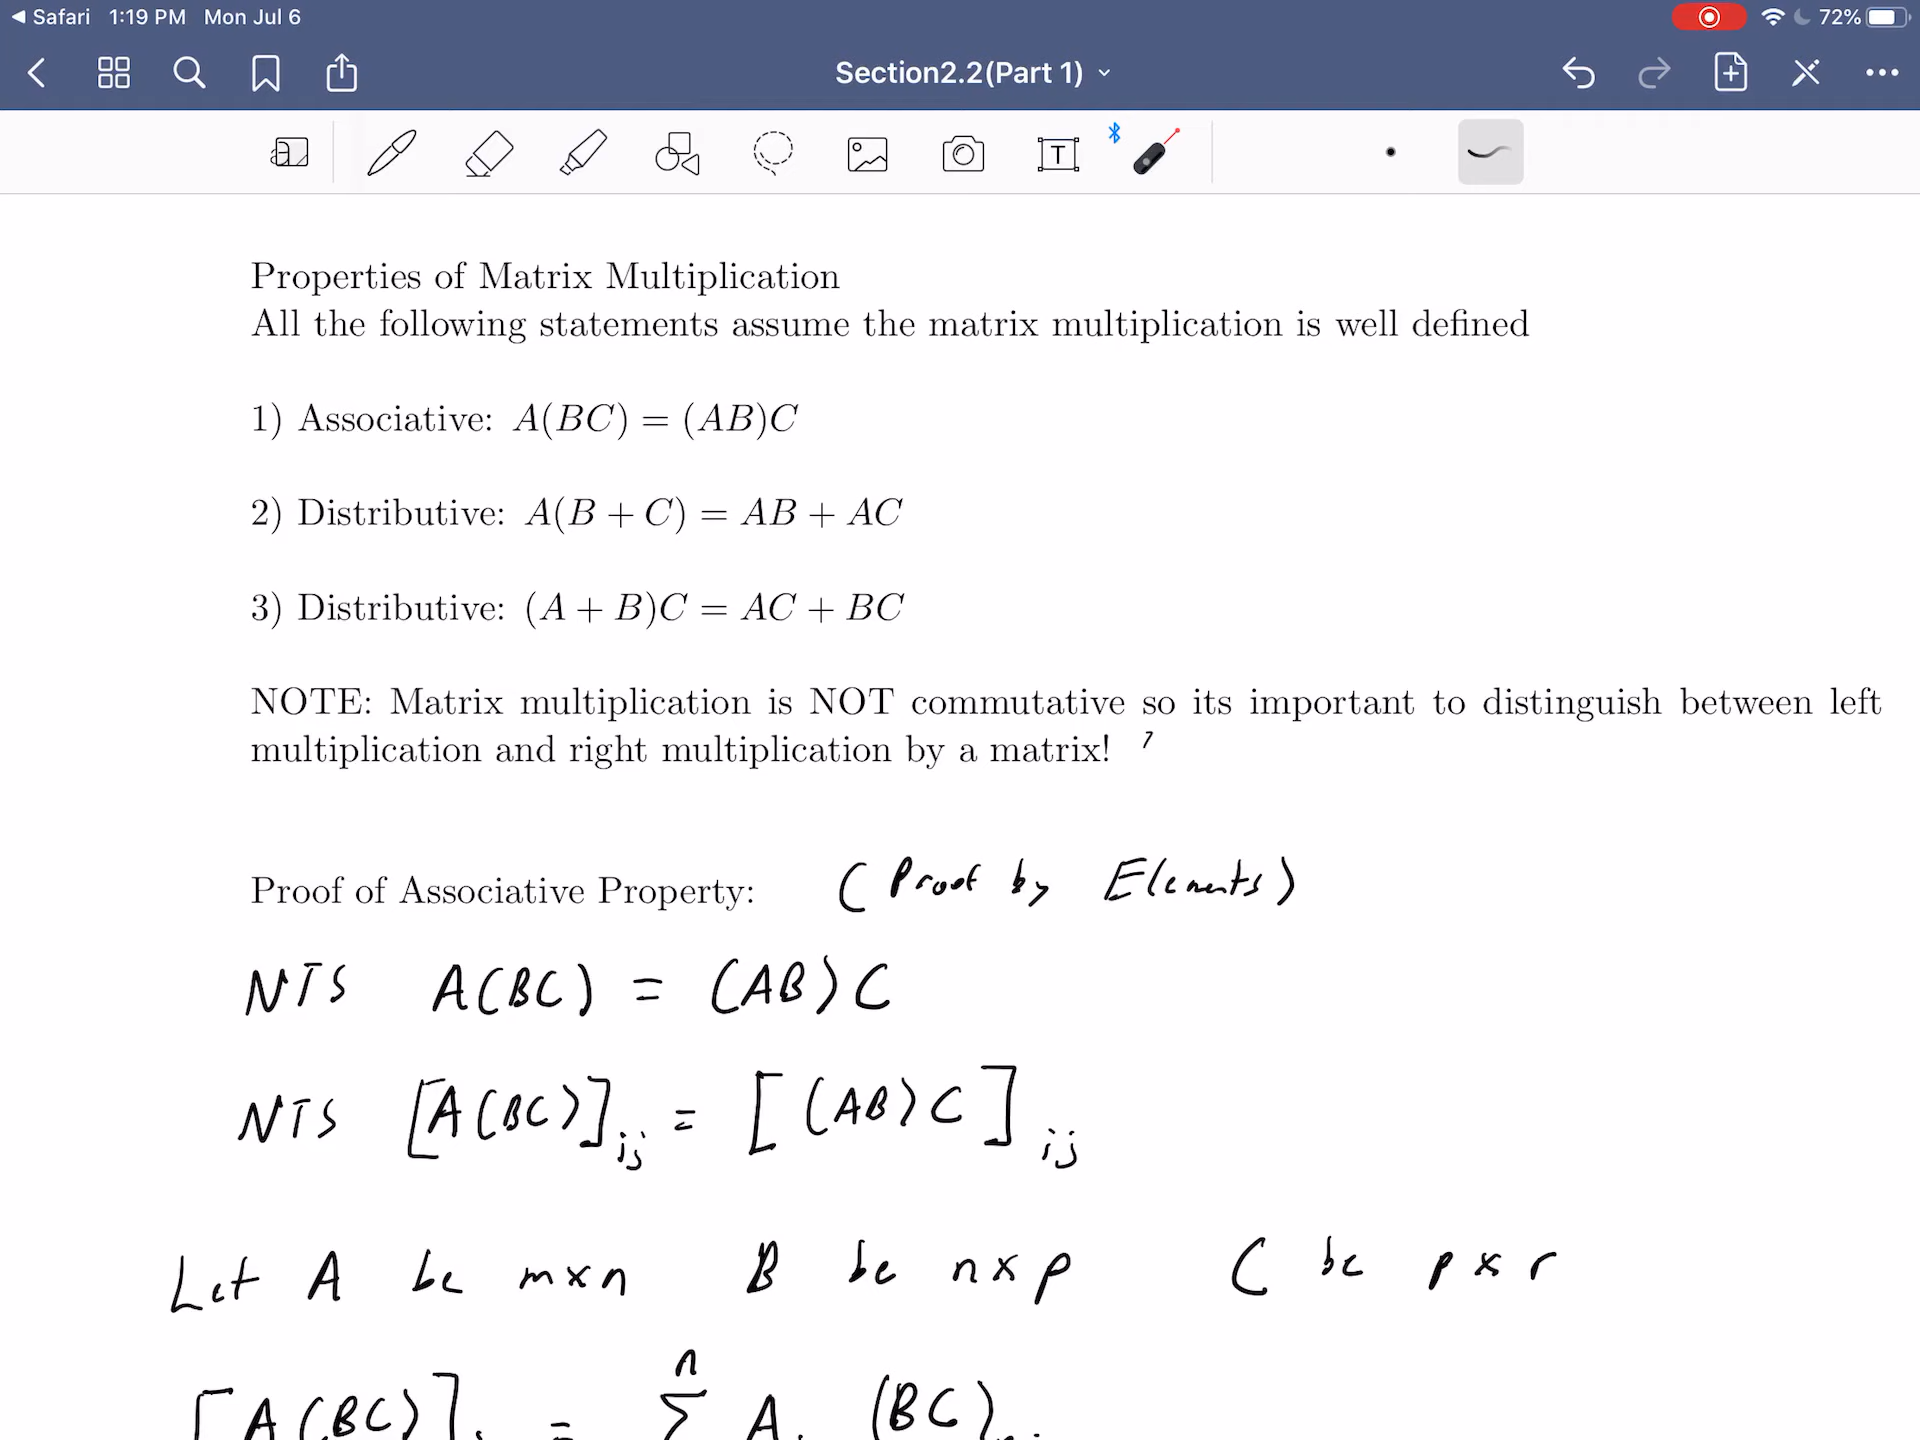 Safari 1:19 PM Mon Jul 6 72%
Section2.2(Part 1)
a T
Properties of Matrix Multiplication
All the following statements assume the matrix multiplication is well defined
1) Associative: A(BC) = (AB)C
2) Distributive: A(B + C) = AB + AC
3) Distributive: (A + B)C = AC + BC
NOTE: Matrix multiplication is NOT commutative so its important to distinguish between left
multiplication and right multiplication by a matrix!
Proof of Associative Property: (Proof by Elements)
NTS A(BC) = (AB)C
NTS [A(BC)]ij = [(AB)C]ij
Let A be m×n B be n×p C be p×r
n
[A(BC)] = Σ A (BC)